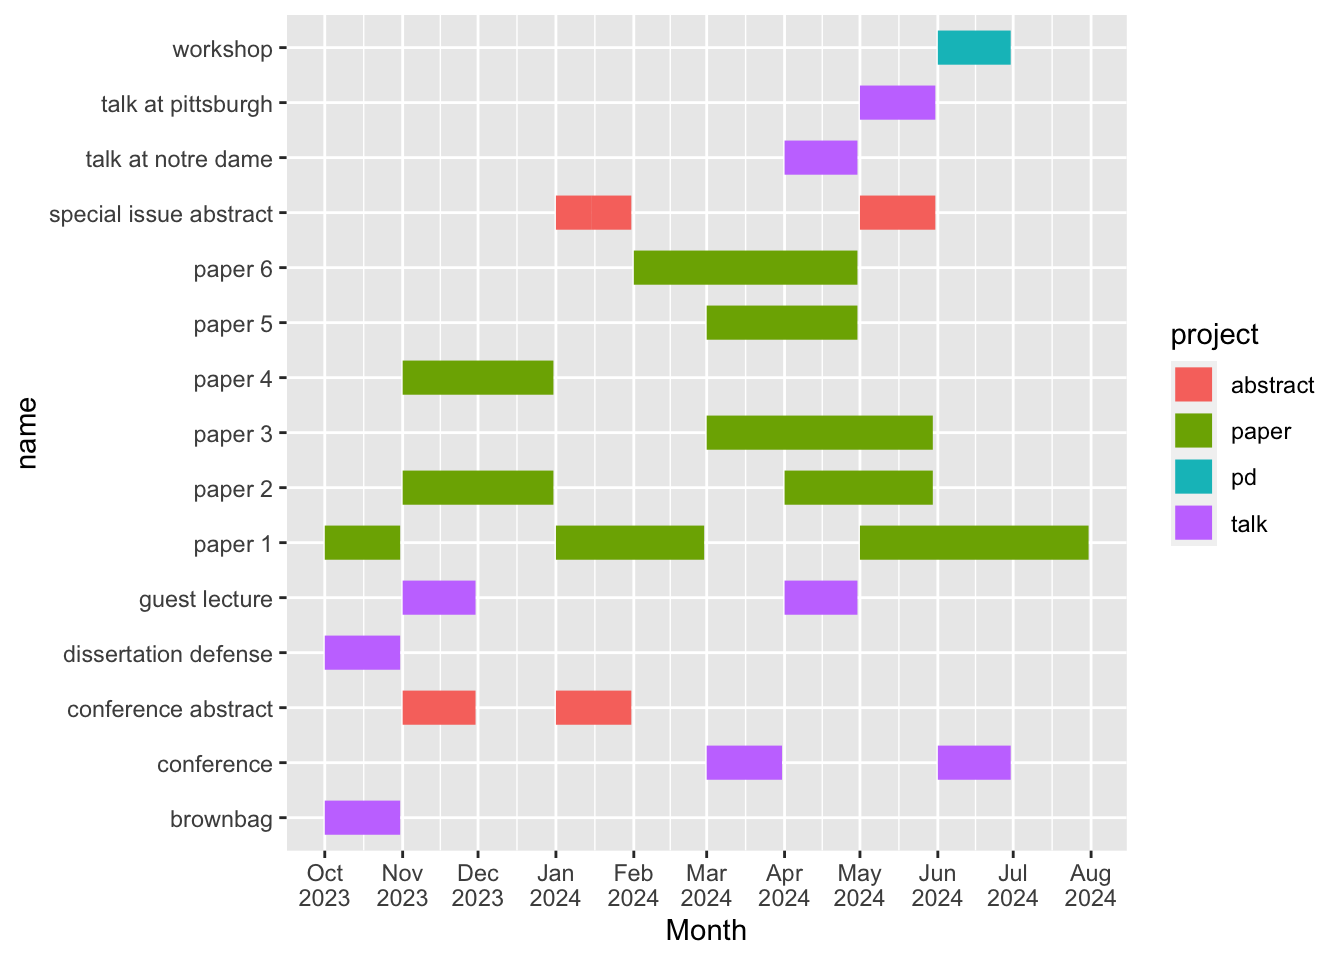 workshop
talk at pittsburgh
talk at notre dame
special issue abstract
paper 6
paper 5
paper 4
paper 3
paper 2
paper 1
guest lecture
dissertation defense
conference abstract
conference
brownbag
name
Oct Nov Dec Jan Feb Mar Apr May Jun Jul Aug
2023 2023 2023 2024 2024 2024 2024 2024 2024 2024 2024
Month
project
abstract
paper
pd
talk